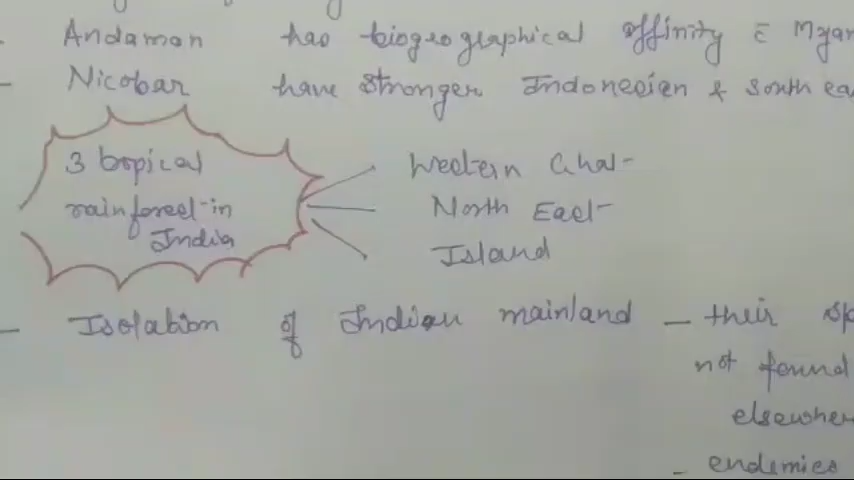 - Andaman has biogeographical affinity c̄ Myan
- Nicobar have stronger Indonesian & south ea
3 tropical
rainforest in
India
Western Ghat
North East
Island
- Isolation of Indian mainland - their sp
not found
elsewher
- endemics